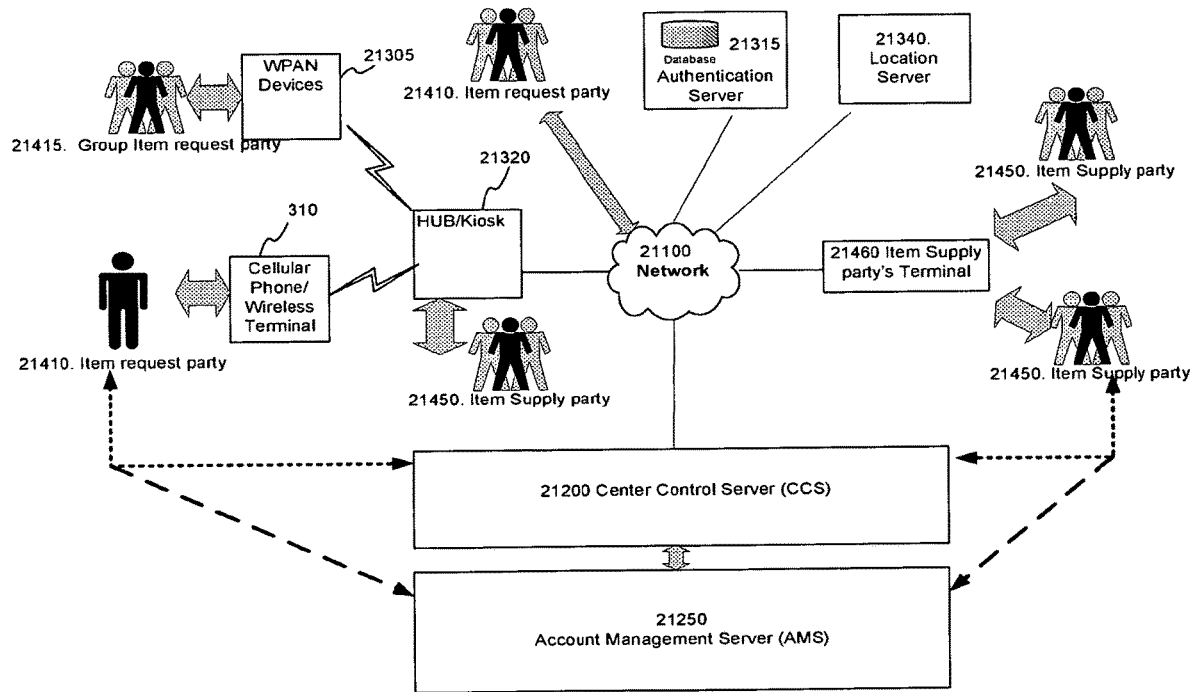 WPAN
Devices
21305
21415. Group Item request party
21410. Item request party
Database
21315
Authentication
Server
21340.
Location
Server
21450. Item Supply party
21320
HUB/Kiosk
310
Cellular
Phone/
Wireless
Terminal
21410. Item request party
21450. Item Supply party
21100
Network
21460 Item Supply
party's Terminal
21450. Item Supply party
21200 Center Control Server (CCS)
21250
Account Management Server (AMS)